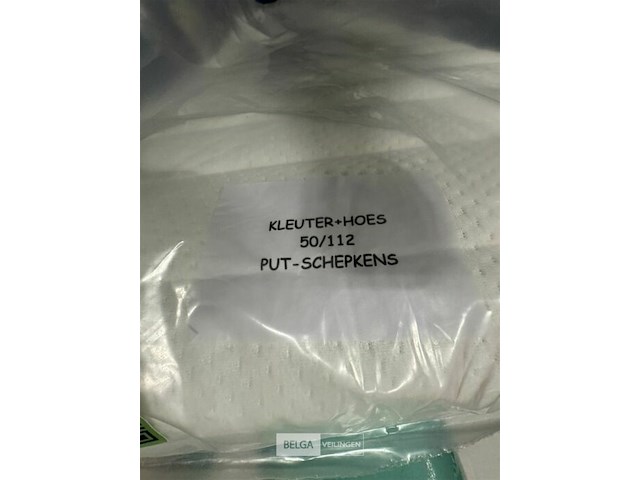 KLEUTER+HOES
50/112
PUT-SCHEPKENS
BELGA VEILINGEN